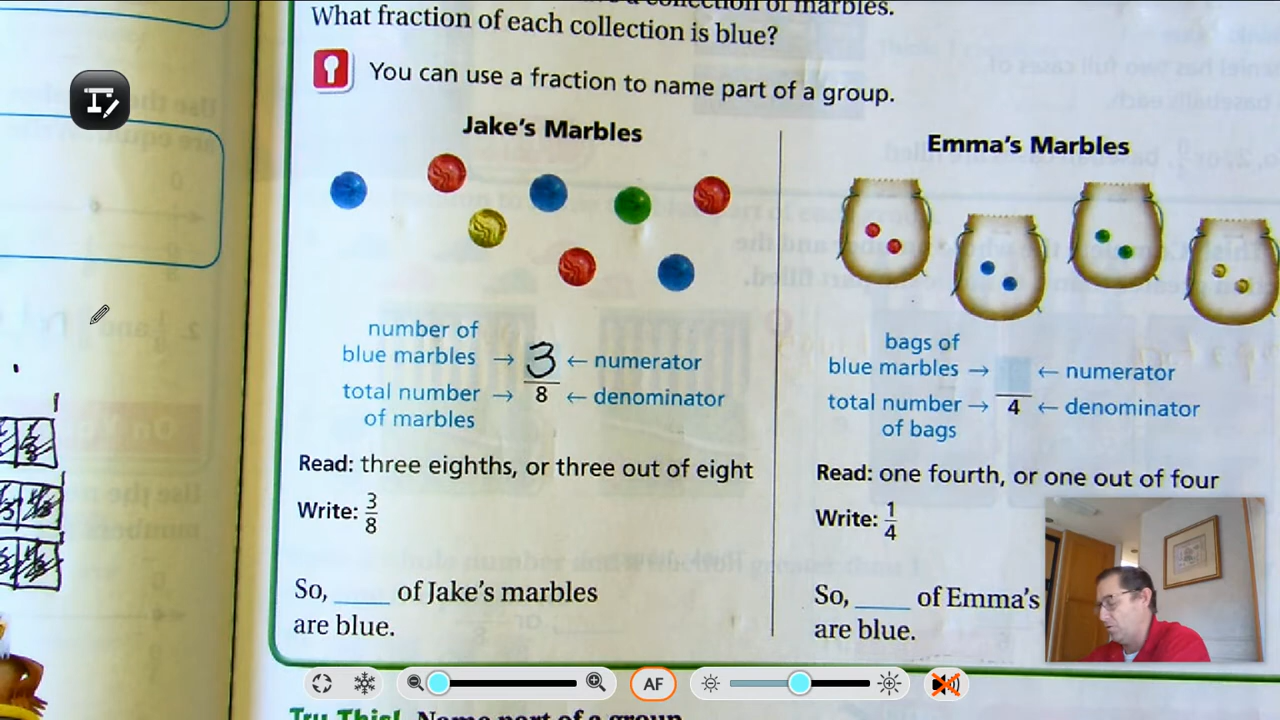 a collection of marbles.
What fraction of each collection is blue?
You can use a fraction to name part of a group.
Jake's Marbles
number of
blue marbles → 3 ← numerator
total number → 8 ← denominator
of marbles
Read: three eighths, or three out of eight
Write: 3/8
So, ____ of Jake's marbles
are blue.
Emma's Marbles
bags of
blue marbles → ← numerator
total number → 4 ← denominator
of bags
Read: one fourth, or one out of four
Write: 1/4
So, ____ of Emma's
are blue.
AF
Try This! Name part of a group